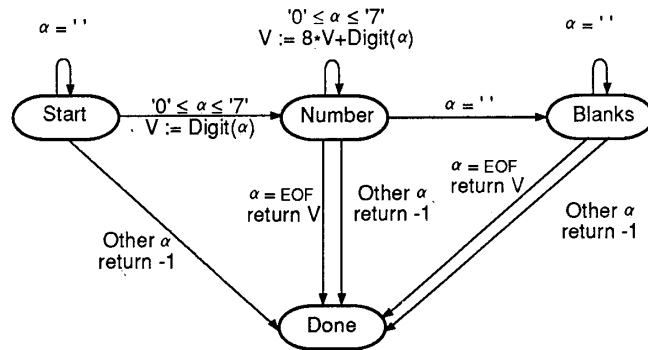 α = ' '
'0' ≤ α ≤ '7'
V := 8*V+Digit(α)
α = ' '
Start
'0' ≤ α ≤ '7'
V := Digit(α)
Number
α = ' '
Blanks
Other α
return -1
α = EOF
return V
Other α
return -1
α = EOF
return V
Other α
return -1
Done